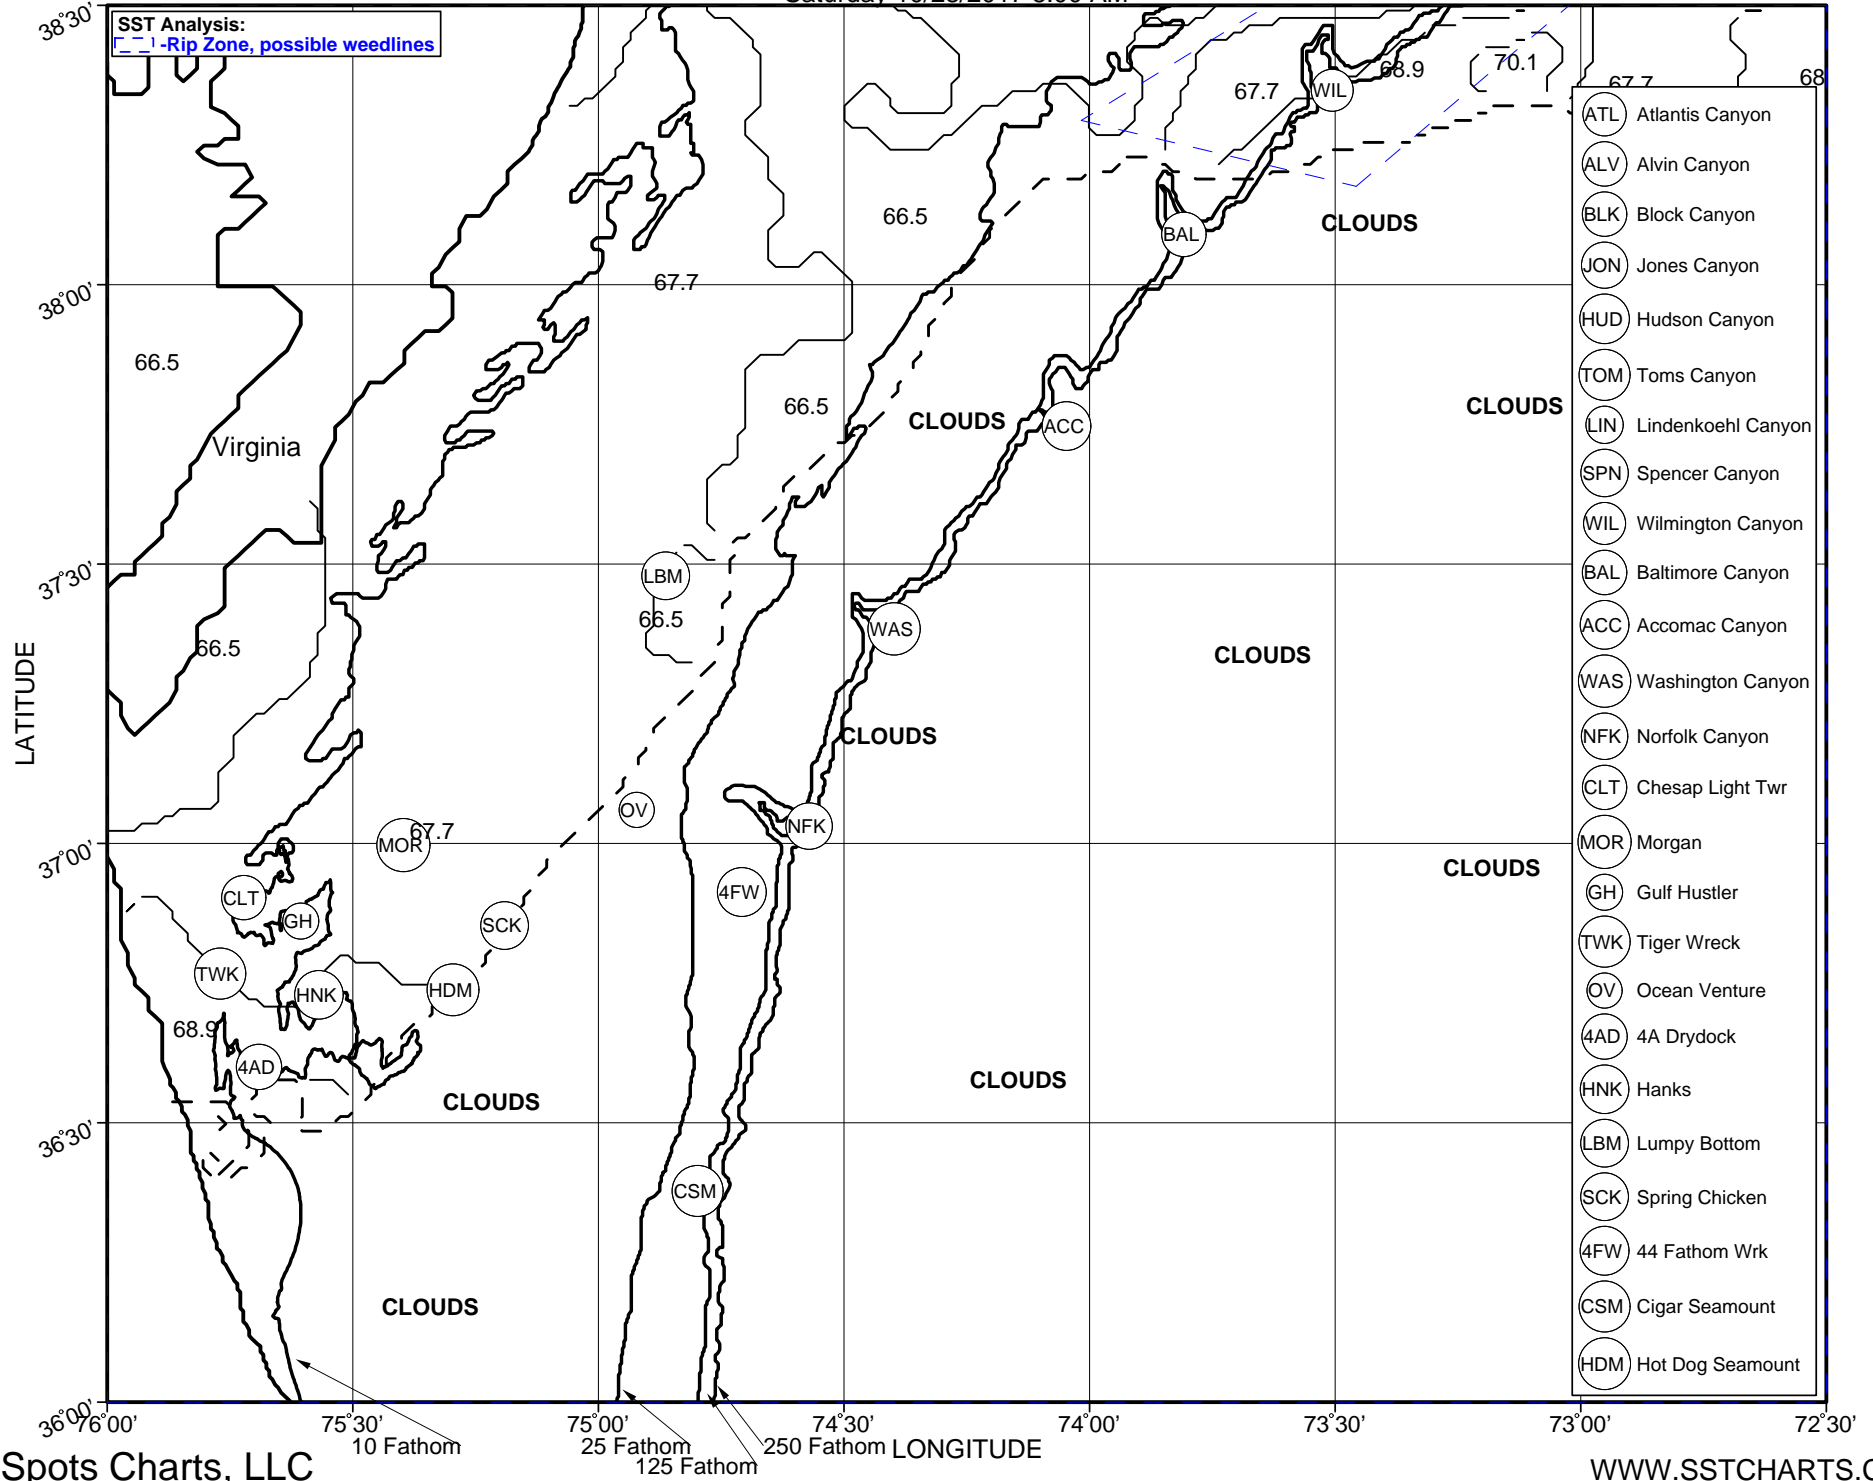 SST Analysis:
-Rip Zone, possible weedlines
38°30'
38°00'
37°30'
37°00'
36°30'
36°00'
LATITUDE
76°00'
75°30'
75°00'
74°30'
74°00'
73°30'
73°00'
72°30'
LONGITUDE
10 Fathom
25 Fathom
125 Fathom
250 Fathom
Virginia
66.5
66.5
67.7
66.5
66.5
66.5
67.7
68.9
67.7
68.9
70.1
67.7
68
CLOUDS
CLOUDS
CLOUDS
CLOUDS
CLOUDS
CLOUDS
CLOUDS
CLOUDS
CLOUDS
WIL
BAL
ACC
LBM
WAS
OV
NFK
MOR
CLT
GH
4FW
SCK
TWK
HNK
HDM
4AD
CSM
ATL Atlantis Canyon
ALV Alvin Canyon
BLK Block Canyon
JON Jones Canyon
HUD Hudson Canyon
TOM Toms Canyon
LIN Lindenkoehl Canyon
SPN Spencer Canyon
WIL Wilmington Canyon
BAL Baltimore Canyon
ACC Accomac Canyon
WAS Washington Canyon
NFK Norfolk Canyon
CLT Chesap Light Twr
MOR Morgan
GH Gulf Hustler
TWK Tiger Wreck
OV Ocean Venture
4AD 4A Drydock
HNK Hanks
LBM Lumpy Bottom
SCK Spring Chicken
4FW 44 Fathom Wrk
CSM Cigar Seamount
HDM Hot Dog Seamount
Spots Charts, LLC
WWW.SSTCHARTS.C